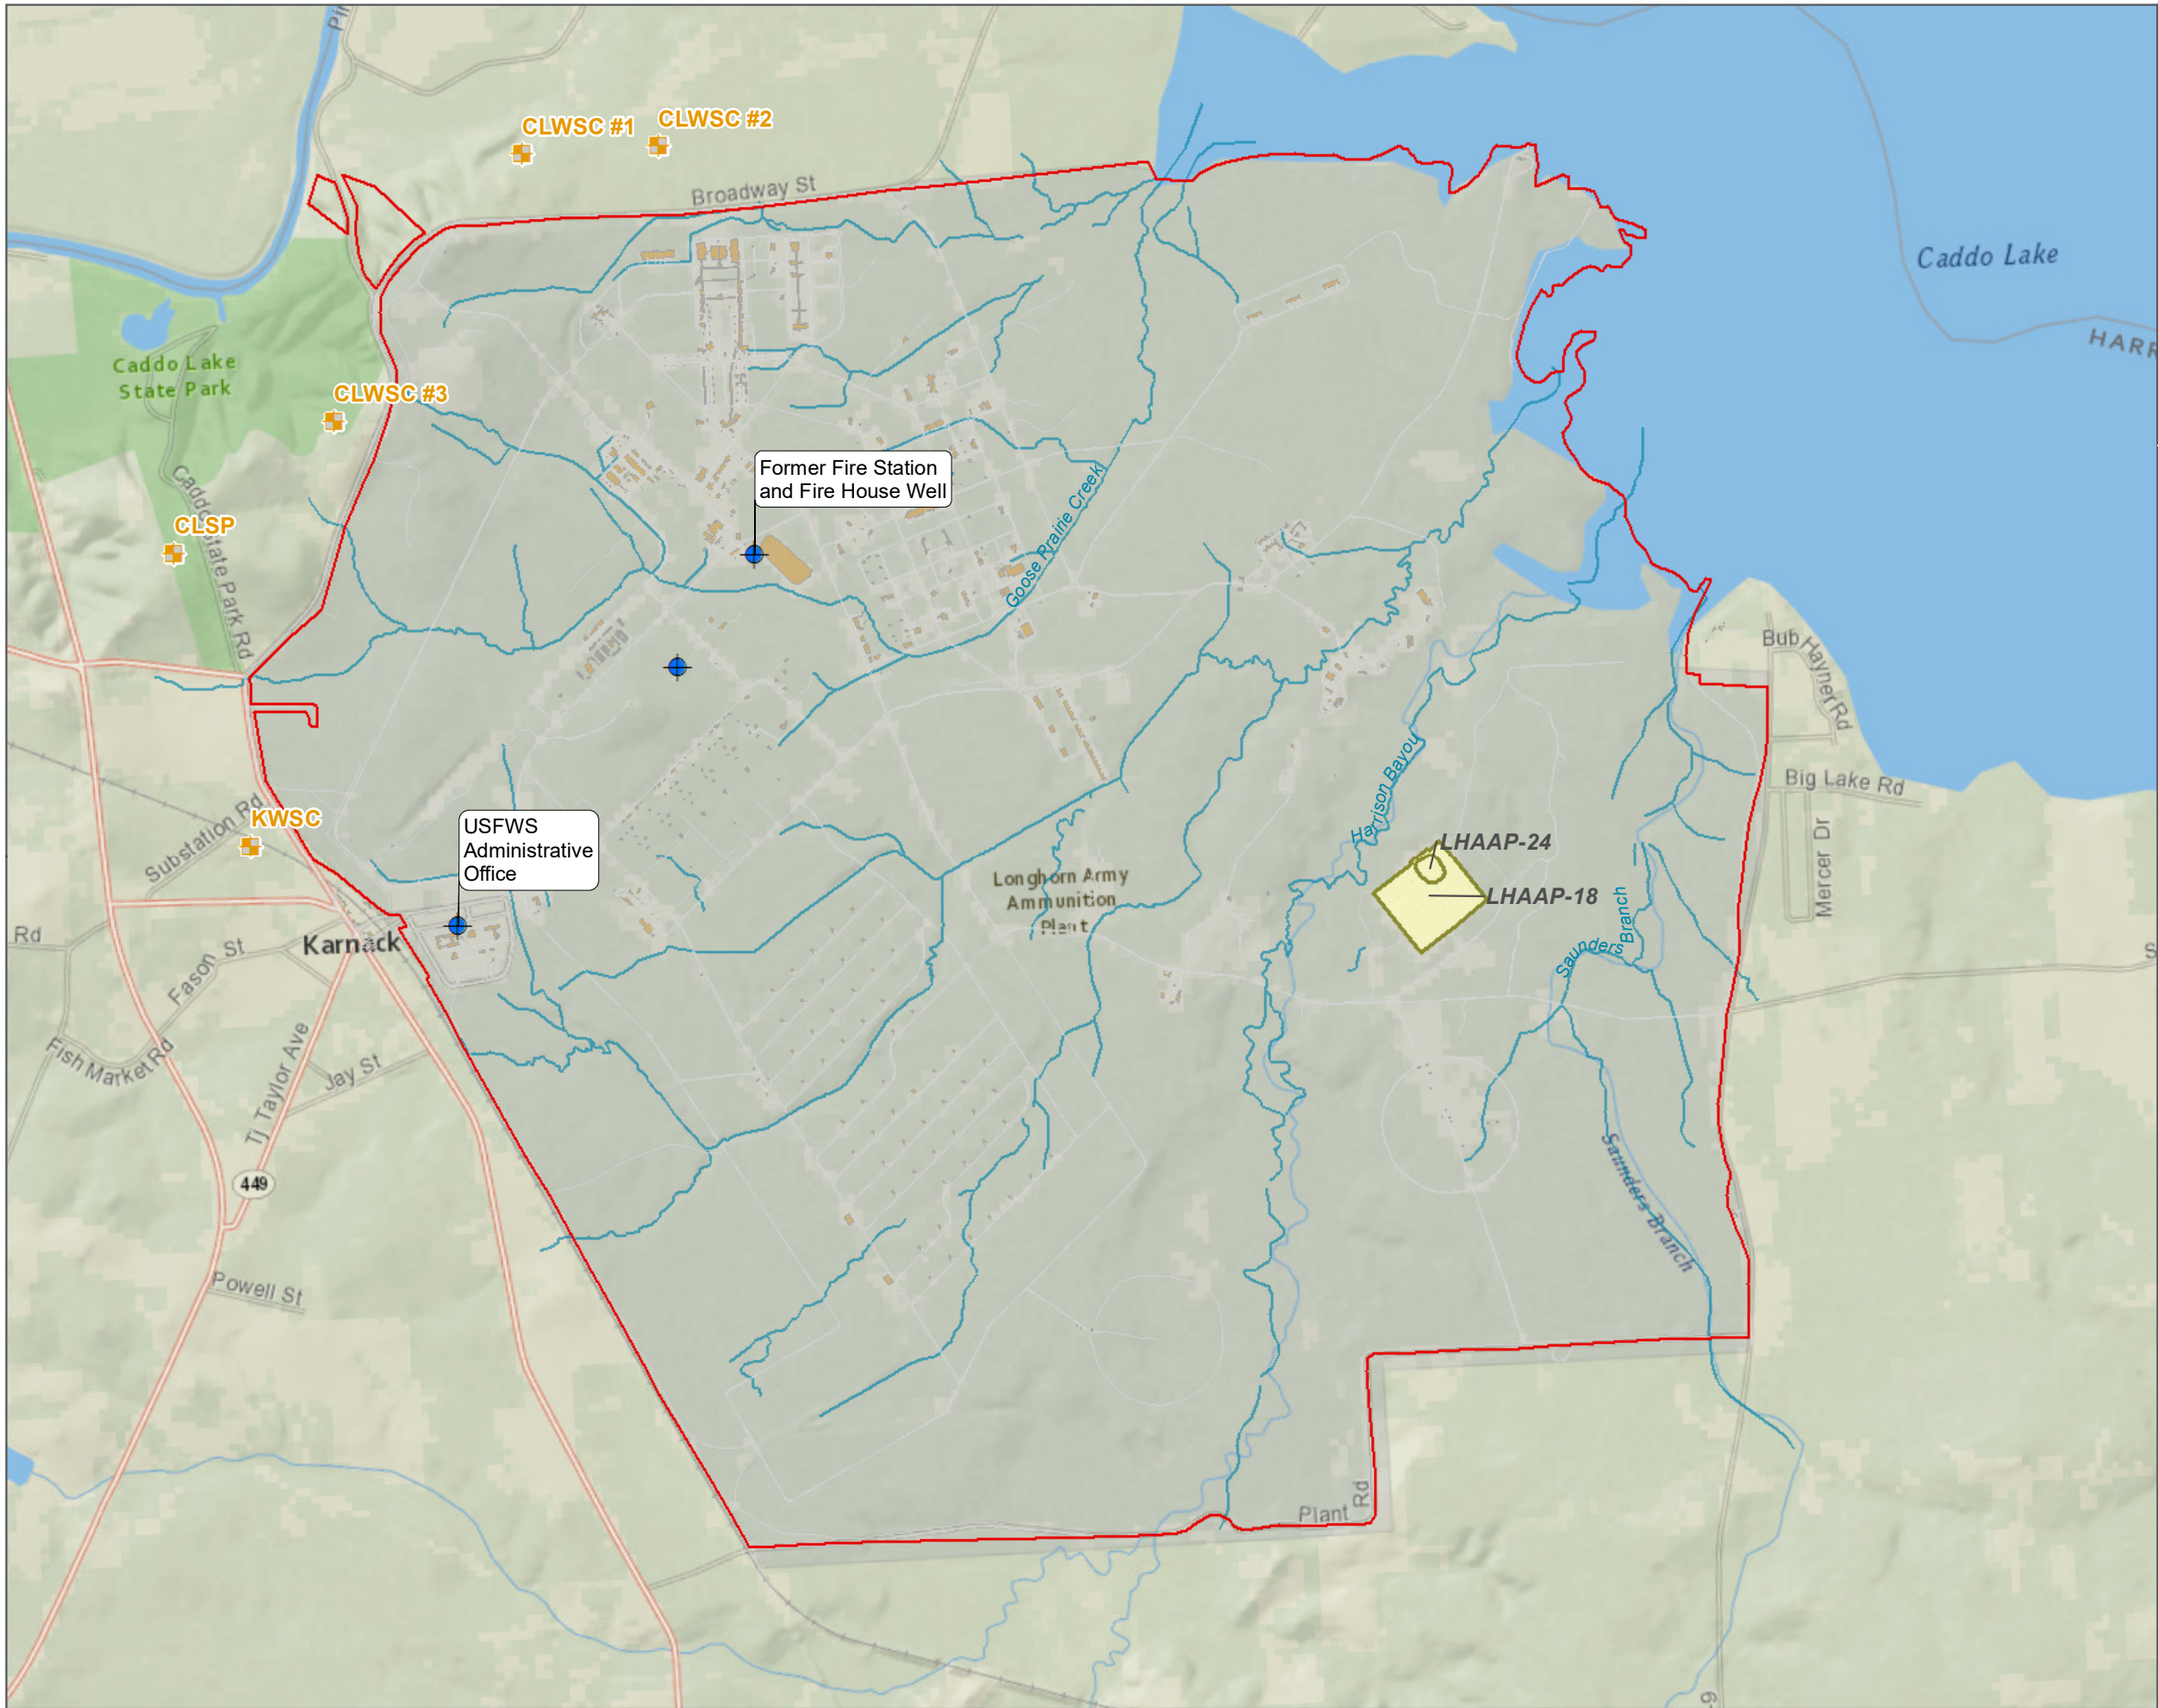 CLWSC #1
CLWSC #2
Broadway St
Caddo Lake
Caddo Lake
State Park
CLWSC #3
Former Fire Station
and Fire House Well
Goose Prairie Creek
CLSP
Caddo State Park Rd
Bub Hayner Rd
Big Lake Rd
Mercer Dr
Harrison Bayou
KWSC
Substation Rd
USFWS
Administrative
Office
LHAAP-24
LHAAP-18
Longhorn Army
Ammunition
Plant
Saunders Branch
Karnack
Rd
Fason St
Fish Market Rd
Tj Taylor Ave
Jay St
449
Saunders Branch
Powell St
Plant Rd